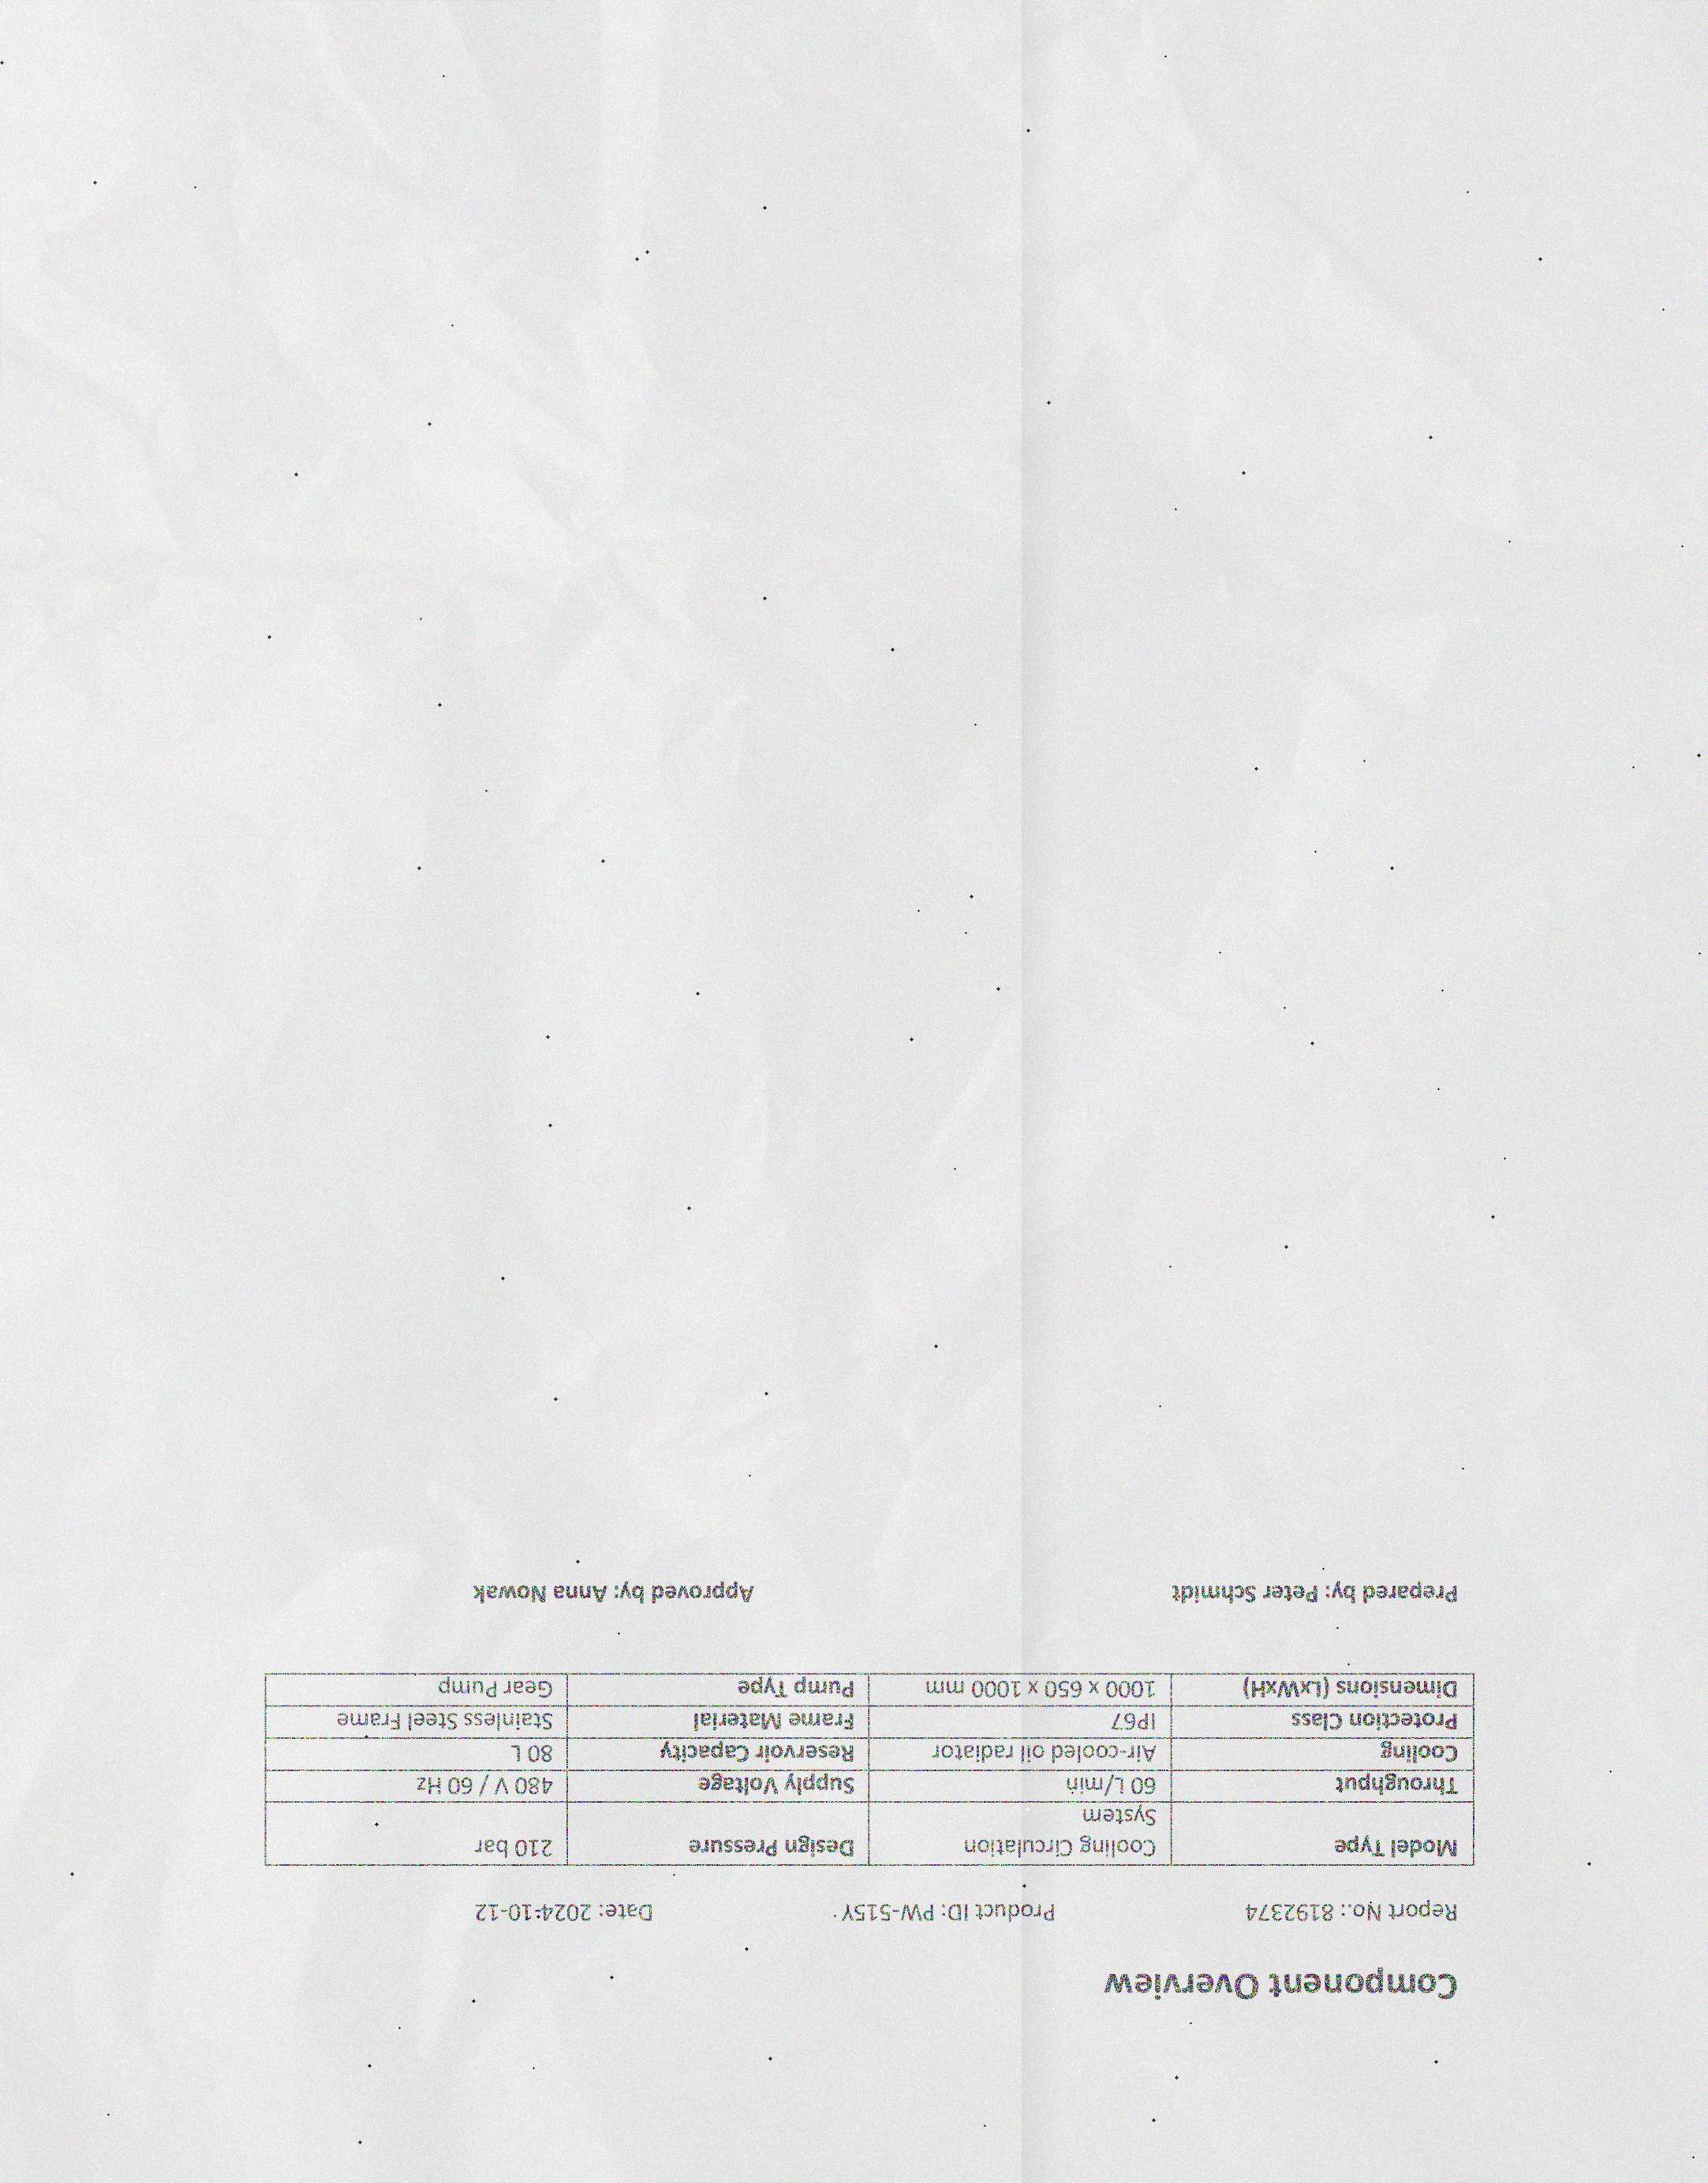 Component Overview
Report No.: 8192374 Product ID: PW-515Y Date: 2024-10-12
Model Type Cooling Circulation System Design Pressure 210 bar
Throughput 60 L/min Supply Voltage 480 V / 60 Hz
Cooling Air-cooled oil radiator Reservoir Capacity 80 L
Protection Class IP67 Frame Material Stainless Steel Frame
Dimensions (LxWxH) 1000 x 650 x 1000 mm Pump Type Gear Pump
Prepared by: Peter Schmidt Approved by: Anna Nowak